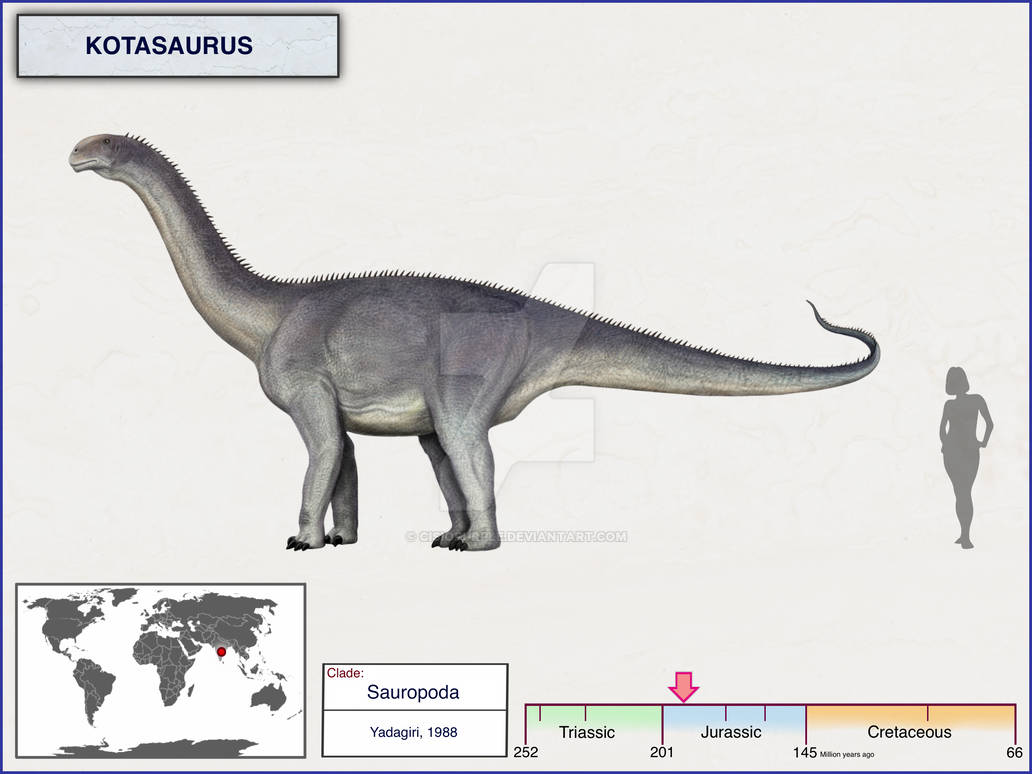 KOTASAURUS
Clade:
Sauropoda
Yadagiri, 1988
Triassic Jurassic Cretaceous
252 201 145 Million years ago 66